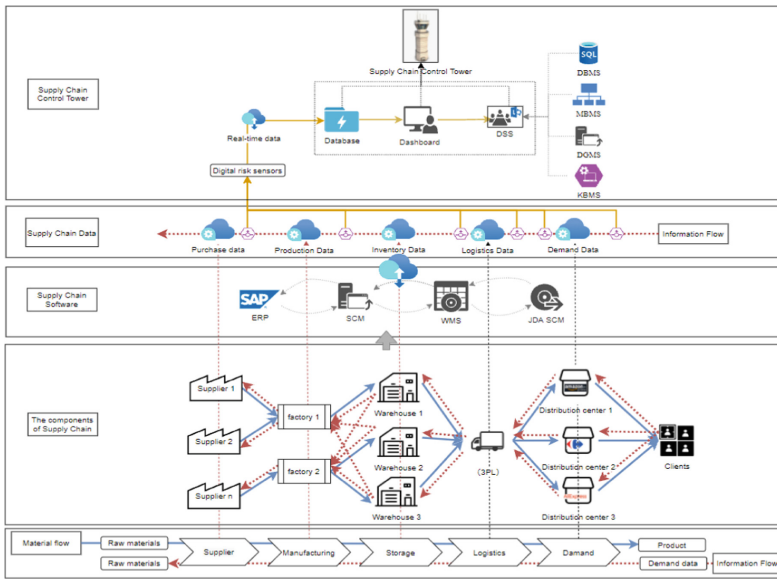 Supply Chain Control Tower
Supply Chain
Control Tower
SQL
DBMS
MBMS
DGMS
KBMS
Real-time data
Database
Dashboard
DSS
Digital risk sensors
Supply Chain Data
Purchase data
Production Data
Inventory Data
Logistics Data
Demand Data
Information Flow
Supply Chain
Software
SAP
ERP
SCM
WMS
JDA SCM
The components
of Supply Chain
Supplier 1
Supplier 2
Supplier n
factory 1
factory 2
Warehouse 1
Warehouse 2
Warehouse 3
(3PL)
amazon
Distribution center 1
Distribution center 2
Distribution center 3
Clients
Material flow
Raw materials
Raw materials
Supplier
Manufacturing
Storage
Logistics
Damand
Product
Demand data
Information Flow